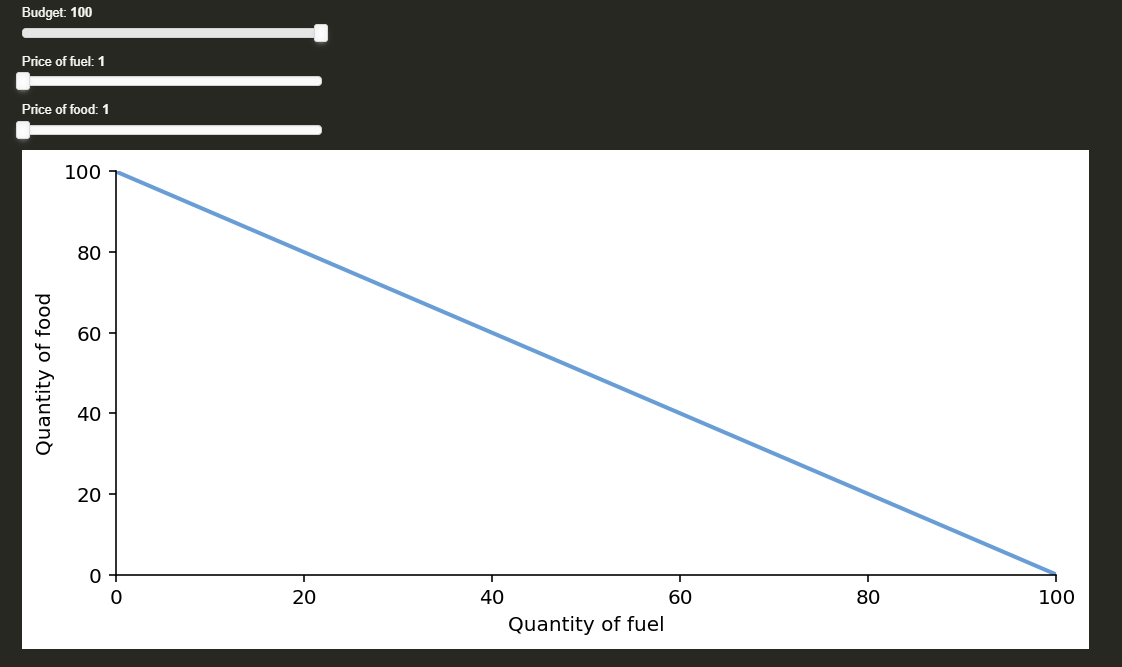 Budget: 100
Price of fuel: 1
Price of food: 1
100
80
60
40
20
0
Quantity of food
0 20 40 60 80 100
Quantity of fuel